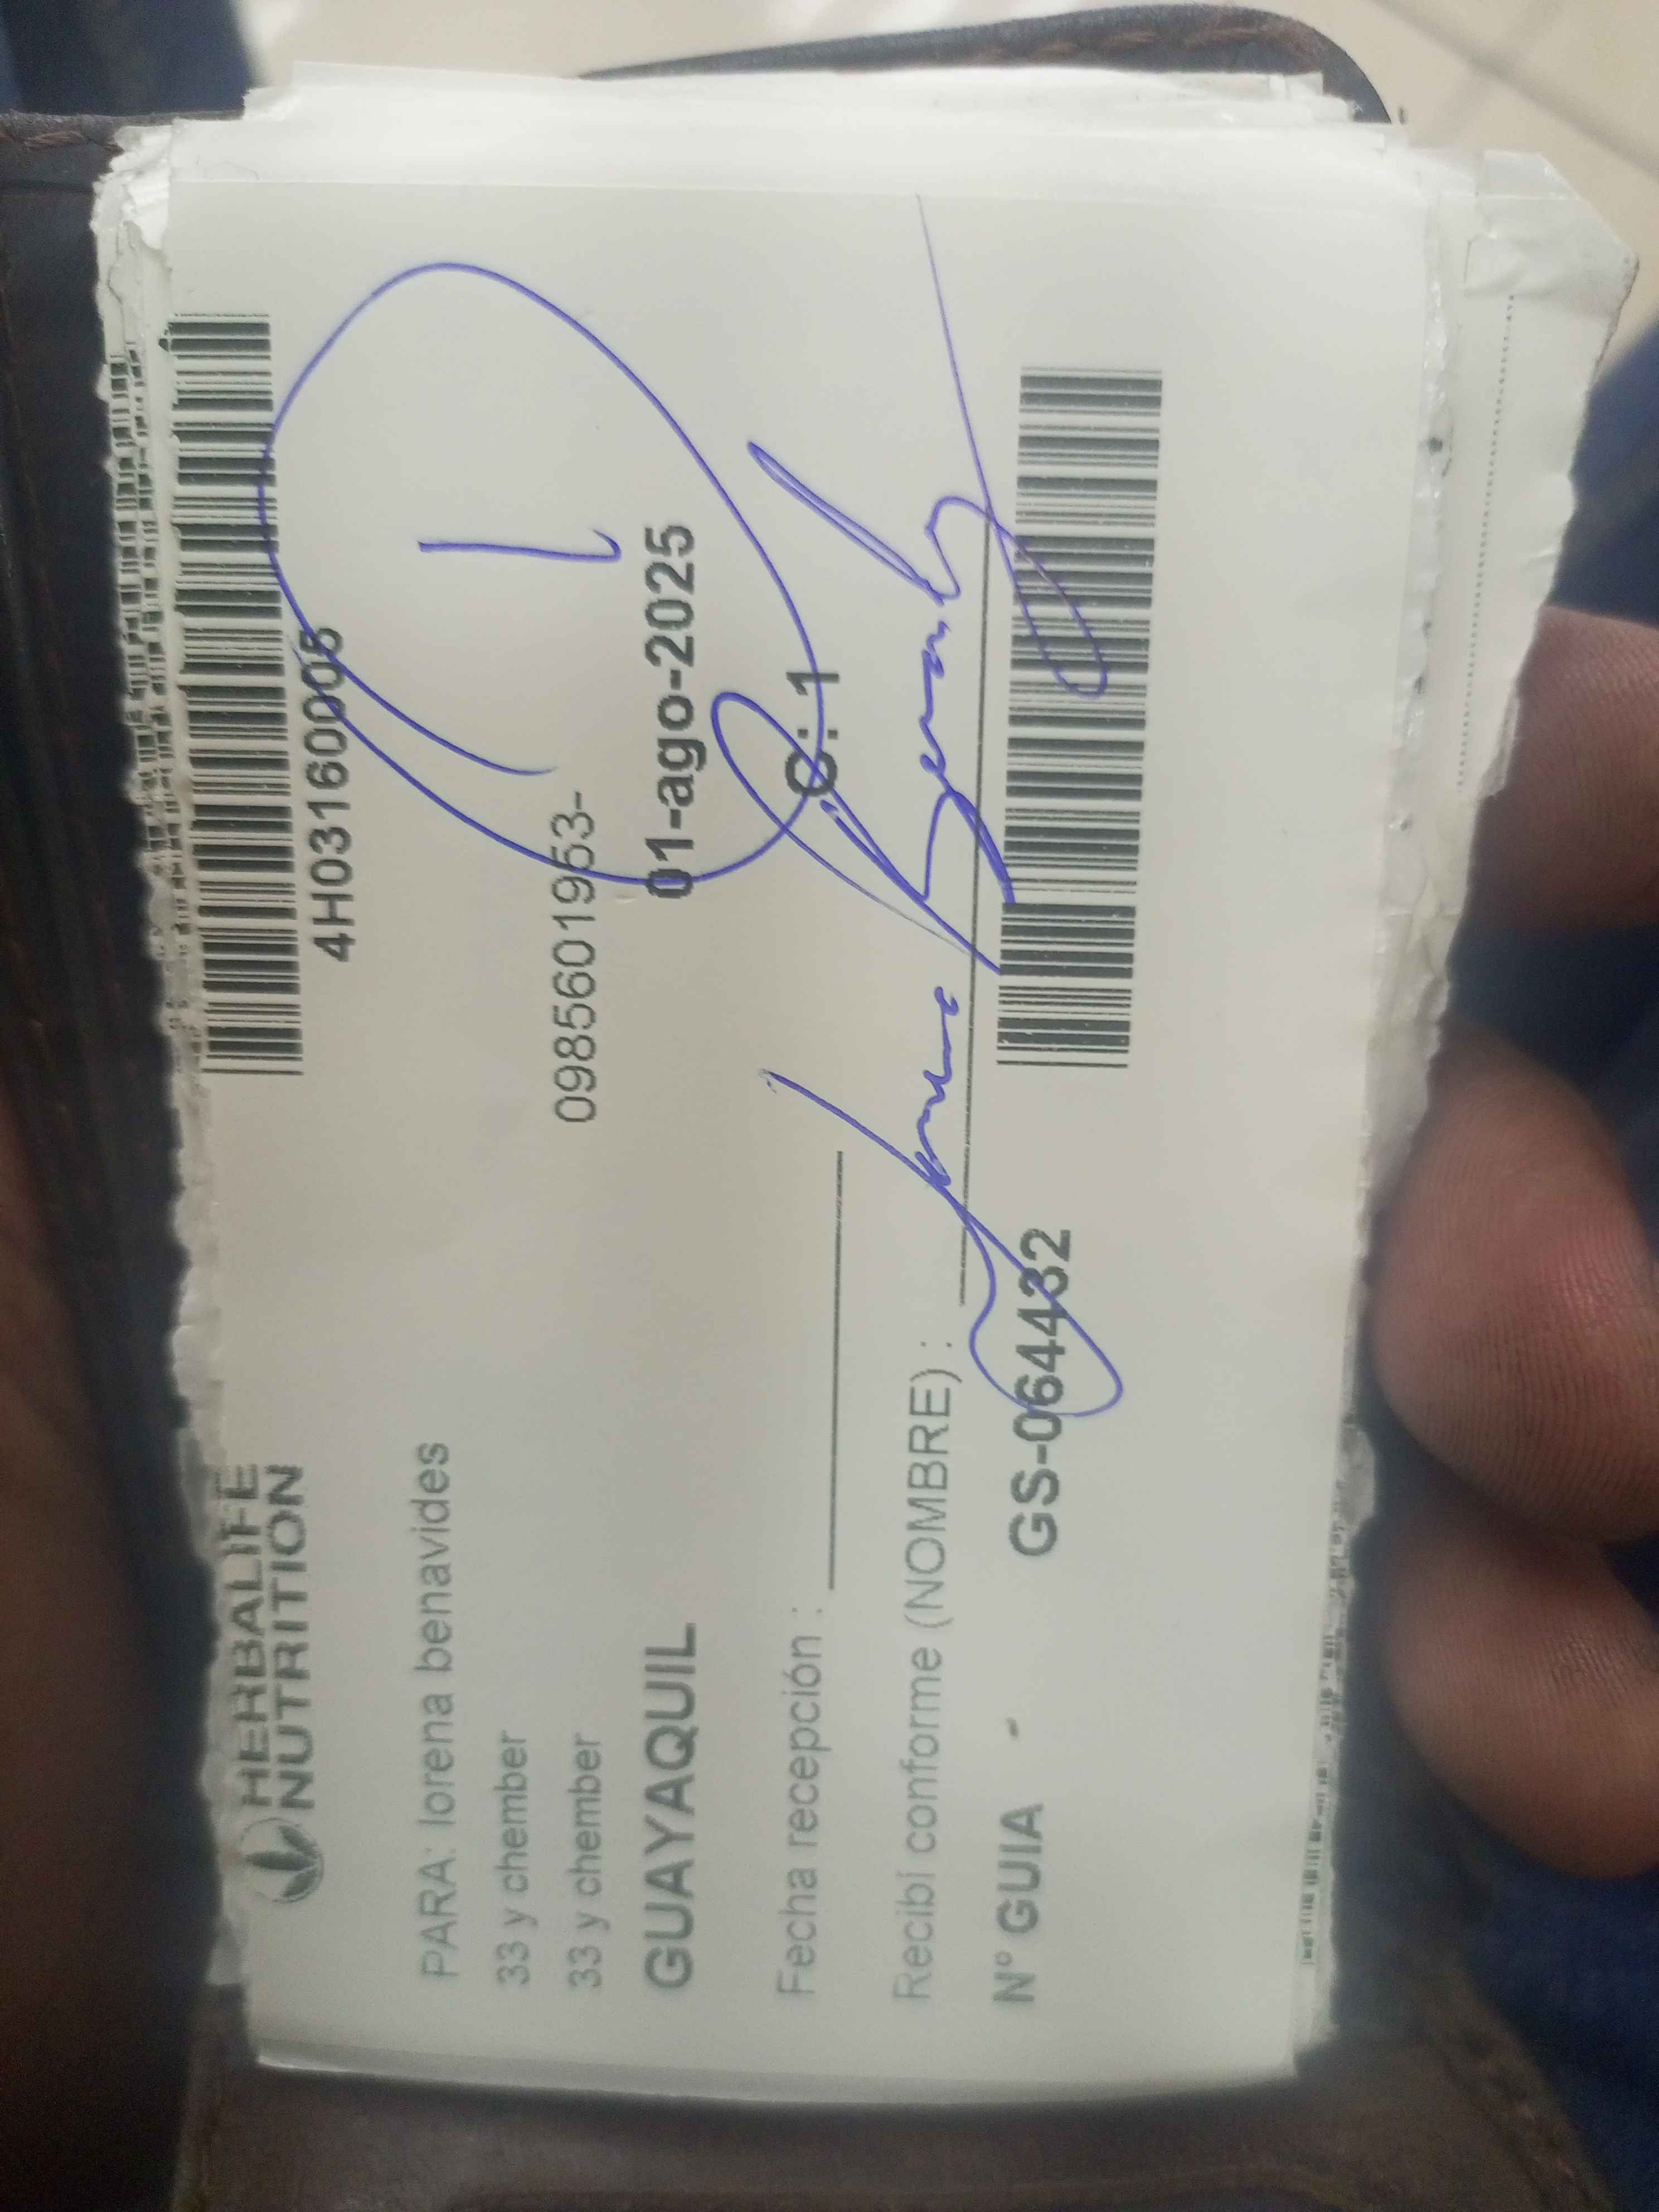 HERBALIFE
NUTRITION
4H03160005
PARA: lorena benavides
33 y chember
33 y chember 0985601953-
GUAYAQUIL 01-ago-2025
Fecha recepción : C: 1
Recibí conforme (NOMBRE) :
N° GUIA - GS-064432